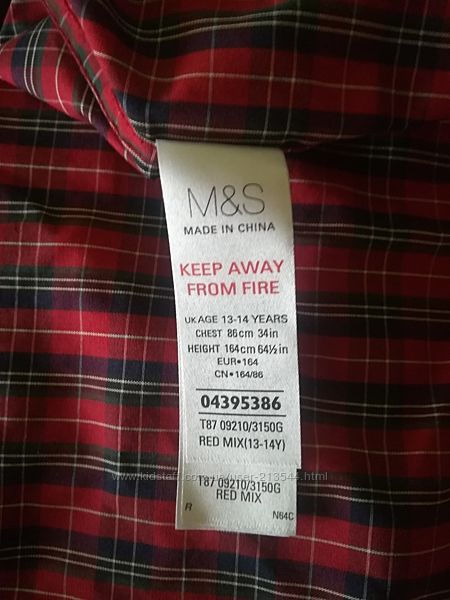 M&S
MADE IN CHINA
KEEP AWAY
FROM FIRE
UK AGE 13-14 YEARS
CHEST 86cm 34in
HEIGHT 164cm 64½in
EUR•164
CN•164/86
04395386
T87 09210/3150G
RED MIX(13-14Y)
T87 09210/3150G
RED MIX
R N64C